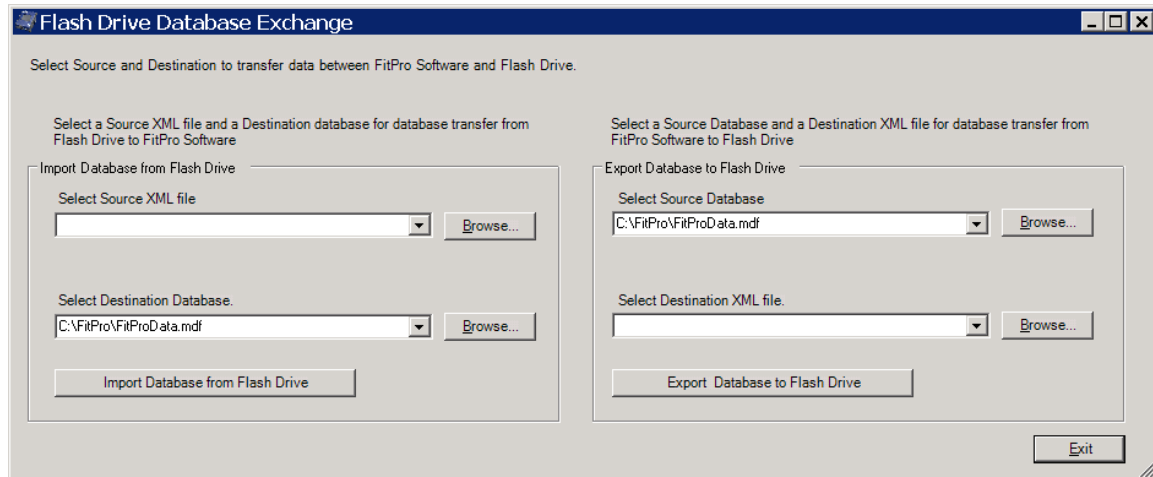 Flash Drive Database Exchange
Select Source and Destination to transfer data between FitPro Software and Flash Drive.
Select a Source XML file and a Destination database for database transfer from
Flash Drive to FitPro Software
Import Database from Flash Drive
Select Source XML file
Browse...
Select Destination Database.
C:\FitPro\FitProData.mdf
Browse...
Import Database from Flash Drive
Select a Source Database and a Destination XML file for database transfer from
FitPro Software to Flash Drive
Export Database to Flash Drive
Select Source Database
C:\FitPro\FitProData.mdf
Browse...
Select Destination XML file.
Browse...
Export Database to Flash Drive
Exit